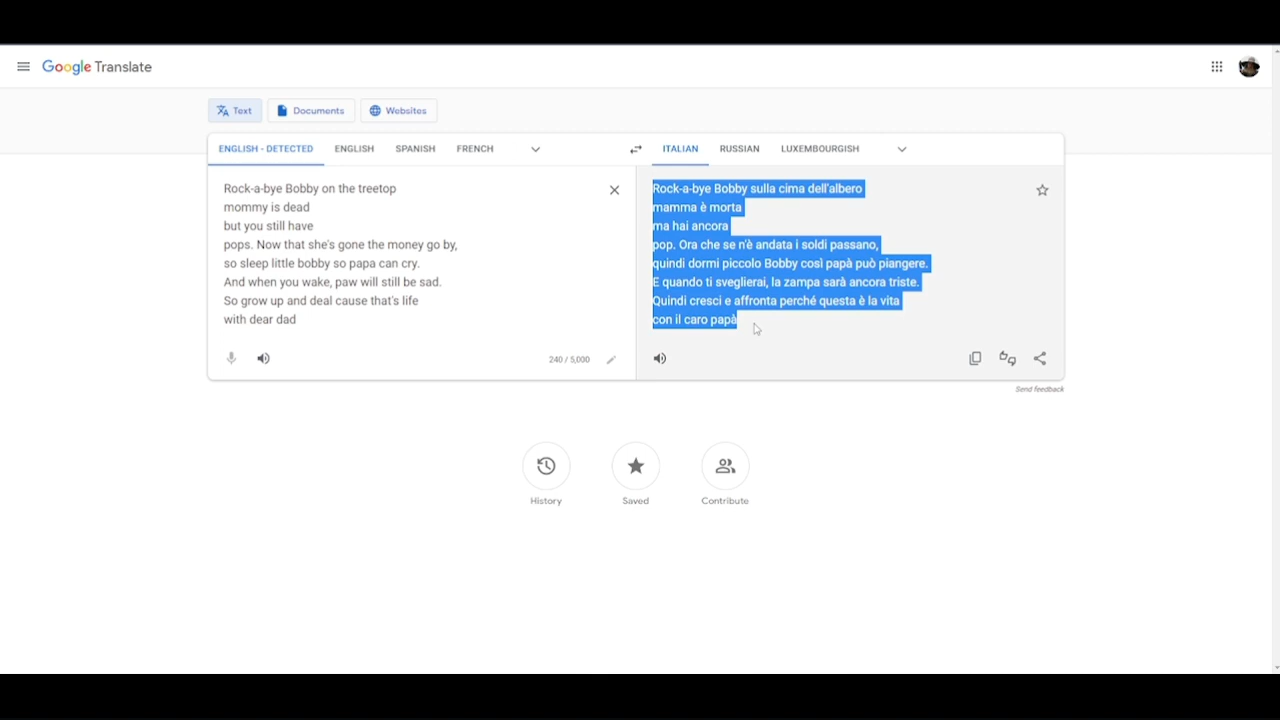 Google Translate
Text
Documents
Websites
ENGLISH - DETECTED
ENGLISH
SPANISH
FRENCH
ITALIAN
RUSSIAN
LUXEMBOURGISH
Rock-a-bye Bobby on the treetop
mommy is dead
but you still have
pops. Now that she's gone the money go by,
so sleep little bobby so papa can cry.
And when you wake, paw will still be sad.
So grow up and deal cause that's life
with dear dad
240 / 5,000
Rock-a-bye Bobby sulla cima dell'albero
mamma è morta
ma hai ancora
pop. Ora che se n'è andata i soldi passano,
quindi dormi piccolo Bobby così papà può piangere.
E quando ti sveglierai, la zampa sarà ancora triste.
Quindi cresci e affronta perché questa è la vita
con il caro papà
Send feedback
History
Saved
Contribute